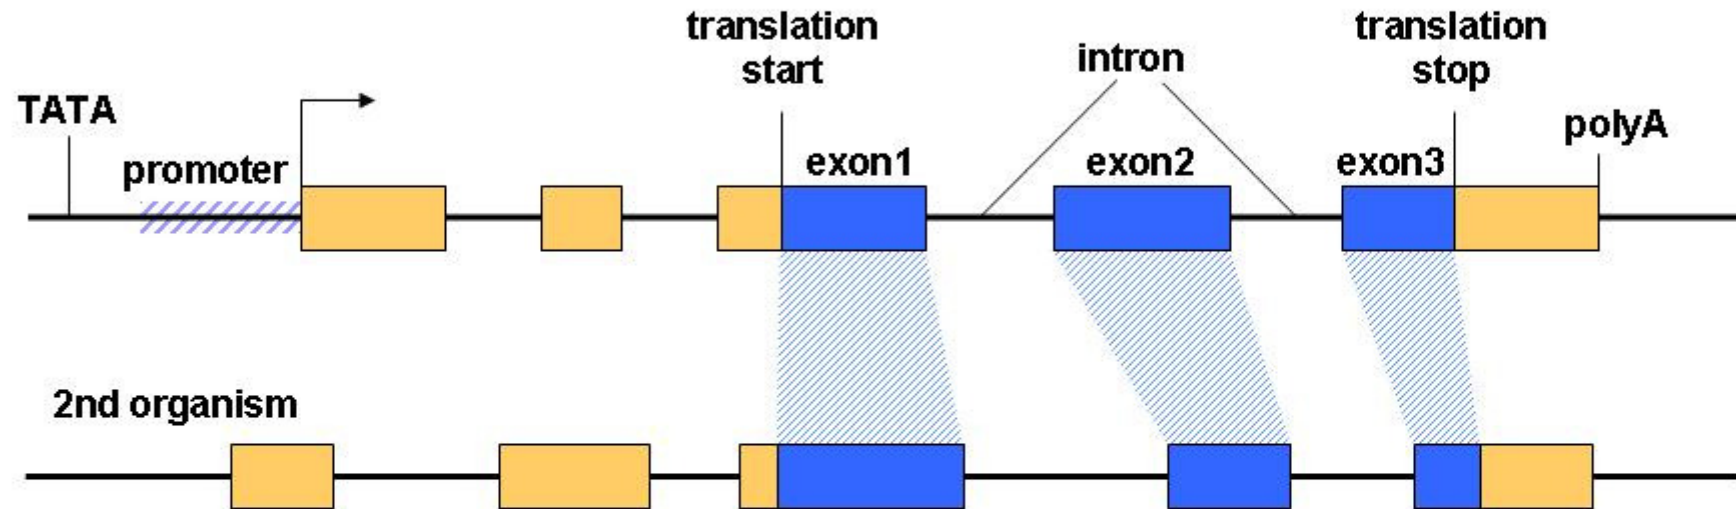 translation
start
translation
stop
intron
TATA
polyA
promoter
exon1
exon2
exon3
2nd organism